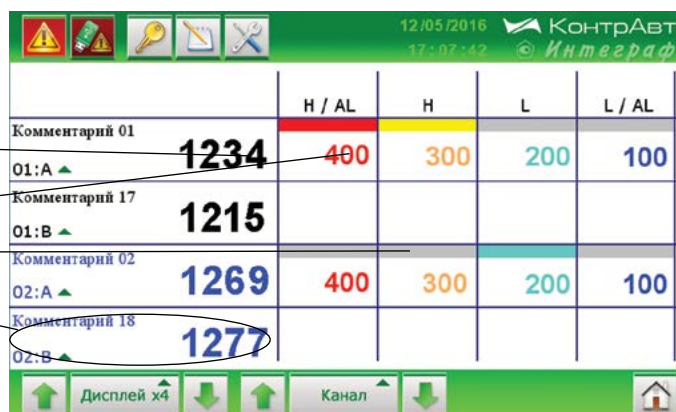 12/05/2016 КонтрАвт
17:07:42 © Интеграф
H / AL H L L / AL
Комментарий 01
1234 400 300 200 100
01:A
Комментарий 17
1215
01:B
Комментарий 02
1269 400 300 200 100
02:A
Комментарий 18
1277
02:B
Дисплей x4 Канал